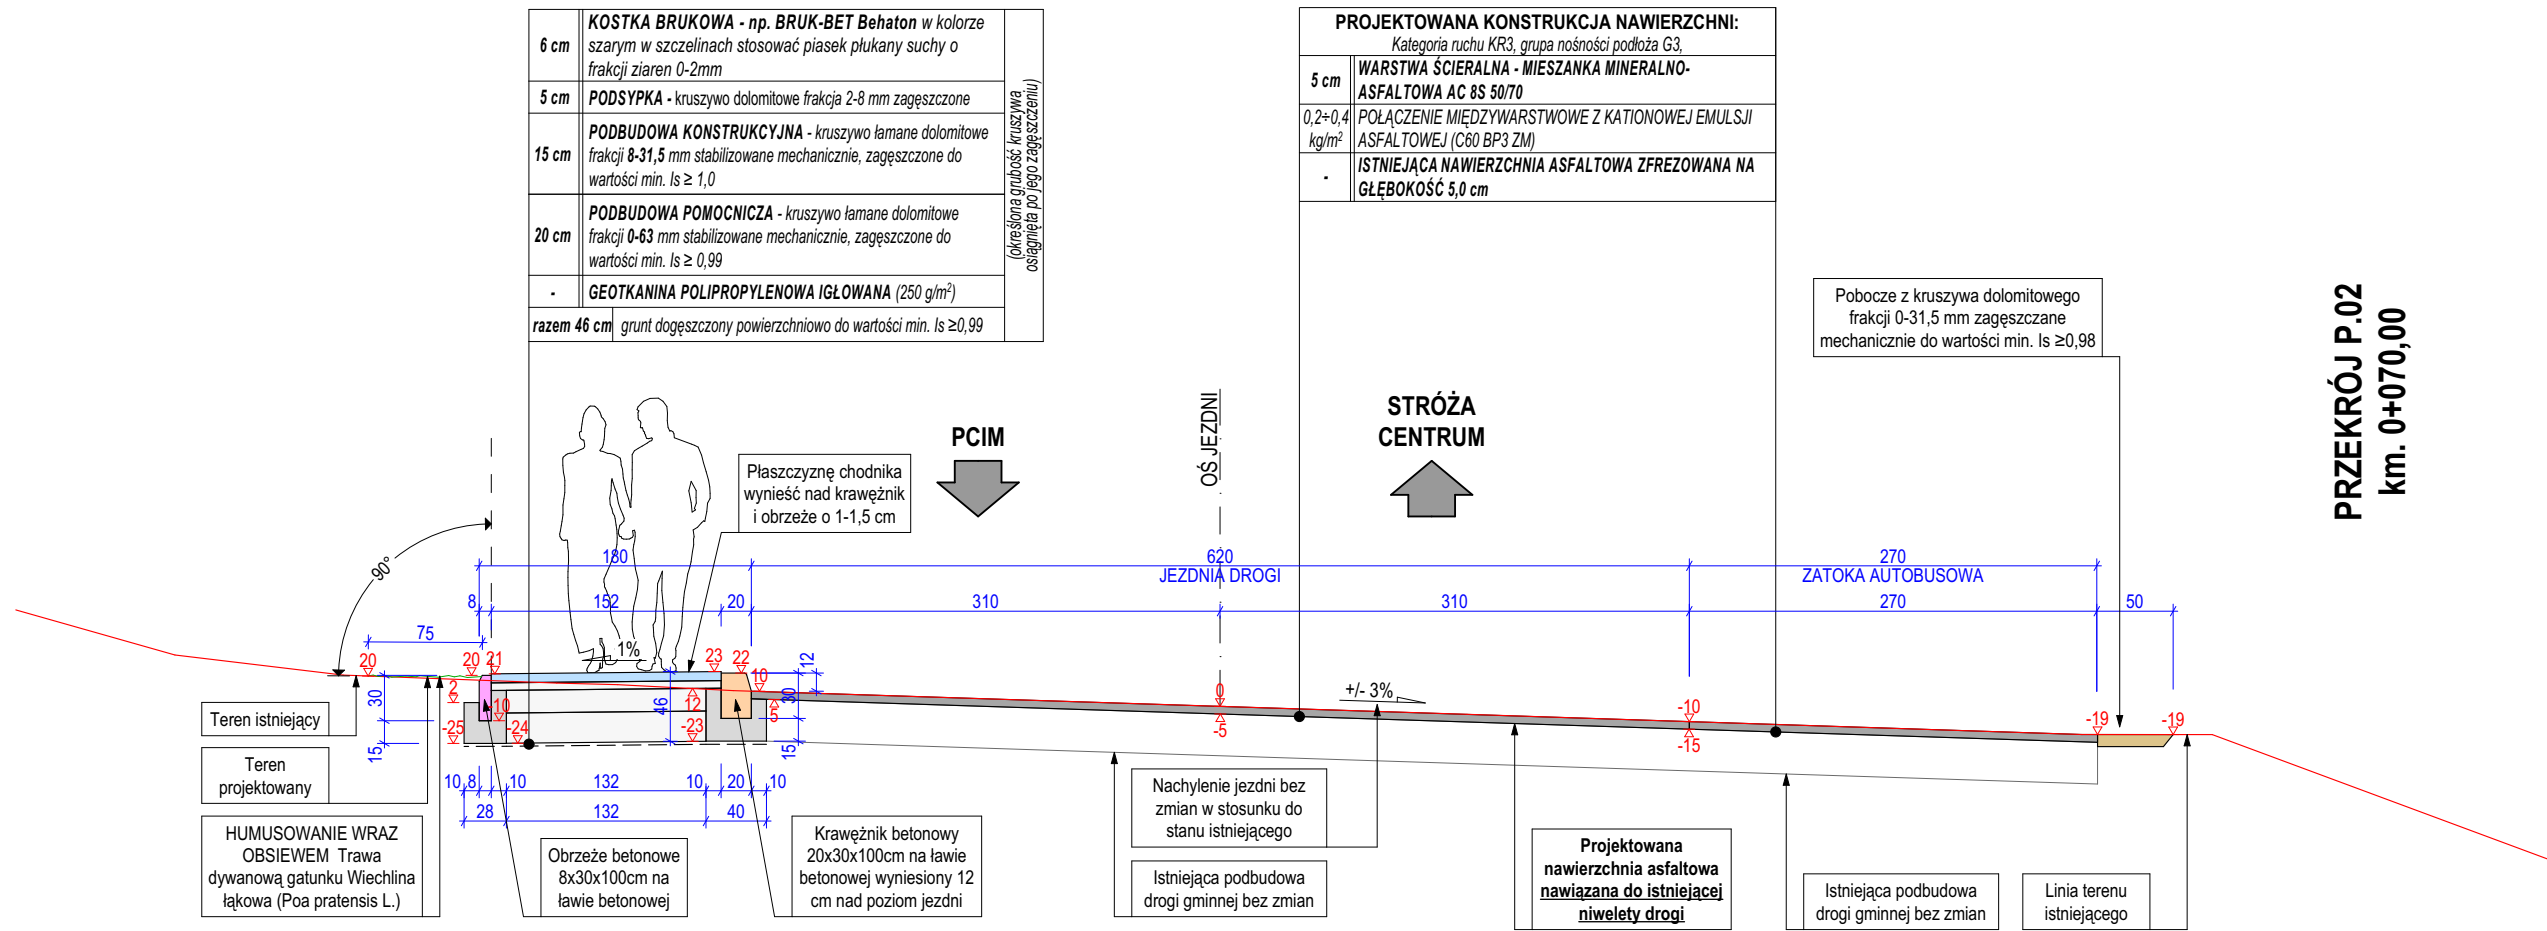 6 cm
KOSTKA BRUKOWA - np. BRUK-BET Behaton w kolorze
szarym w szczelinach stosować piasek płukany suchy o
frakcji ziaren 0-2mm
5 cm
PODSYPKA - kruszywo dolomitowe frakcja 2-8 mm zagęszczone
15 cm
PODBUDOWA KONSTRUKCYJNA - kruszywo łamane dolomitowe
frakcji 8-31,5 mm stabilizowane mechanicznie, zagęszczone do
wartości min. Is ≥ 1,0
20 cm
PODBUDOWA POMOCNICZA - kruszywo łamane dolomitowe
frakcji 0-63 mm stabilizowane mechanicznie, zagęszczone do
wartości min. Is ≥ 0,99
-
GEOTKANINA POLIPROPYLENOWA IGŁOWANA (250 g/m²)
razem 46 cm
grunt dogęszczony powierzchniowo do wartości min. Is ≥0,99
(określona grubość kruszywa
osiągnięta po jego zagęszczeniu)
PROJEKTOWANA KONSTRUKCJA NAWIERZCHNI:
Kategoria ruchu KR3, grupa nośności podłoża G3,
5 cm
WARSTWA ŚCIERALNA - MIESZANKA MINERALNO-
ASFALTOWA AC 8S 50/70
0,2÷0,4
kg/m²
POŁĄCZENIE MIĘDZYWARSTWOWE Z KATIONOWEJ EMULSJI
ASFALTOWEJ (C60 BP3 ZM)
-
ISTNIEJĄCA NAWIERZCHNIA ASFALTOWA ZFREZOWANA NA
GŁĘBOKOŚĆ 5,0 cm
Pobocze z kruszywa dolomitowego
frakcji 0-31,5 mm zagęszczane
mechanicznie do wartości min. Is ≥0,98
PRZEKRÓJ P.02
km. 0+070,00
PCIM
OŚ JEZDNI
STRÓŻA
CENTRUM
Płaszczyznę chodnika
wynieść nad krawężnik
i obrzeże o 1-1,5 cm
90°
180
620
270
JEZDNIA DROGI
ZATOKA AUTOBUSOWA
8
152
20
310
310
270
50
75
1%
20
20
21
23
22
10
12
30
2
10
-25
-24
15
46
12
-23
30
5
15
0
-5
+/- 3%
-10
-15
-19
-19
10
8
10
132
10
20
10
28
132
40
Teren istniejący
Teren
projektowany
HUMUSOWANIE WRAZ
OBSIEWEM Trawa
dywanową gatunku Wiechlina
łąkowa (Poa pratensis L.)
Obrzeże betonowe
8x30x100cm na
ławie betonowej
Krawężnik betonowy
20x30x100cm na ławie
betonowej wyniesiony 12
cm nad poziom jezdni
Nachylenie jezdni bez
zmian w stosunku do
stanu istniejącego
Istniejąca podbudowa
drogi gminnej bez zmian
Projektowana
nawierzchnia asfaltowa
nawiązana do istniejącej
niwelety drogi
Istniejąca podbudowa
drogi gminnej bez zmian
Linia terenu
istniejącego